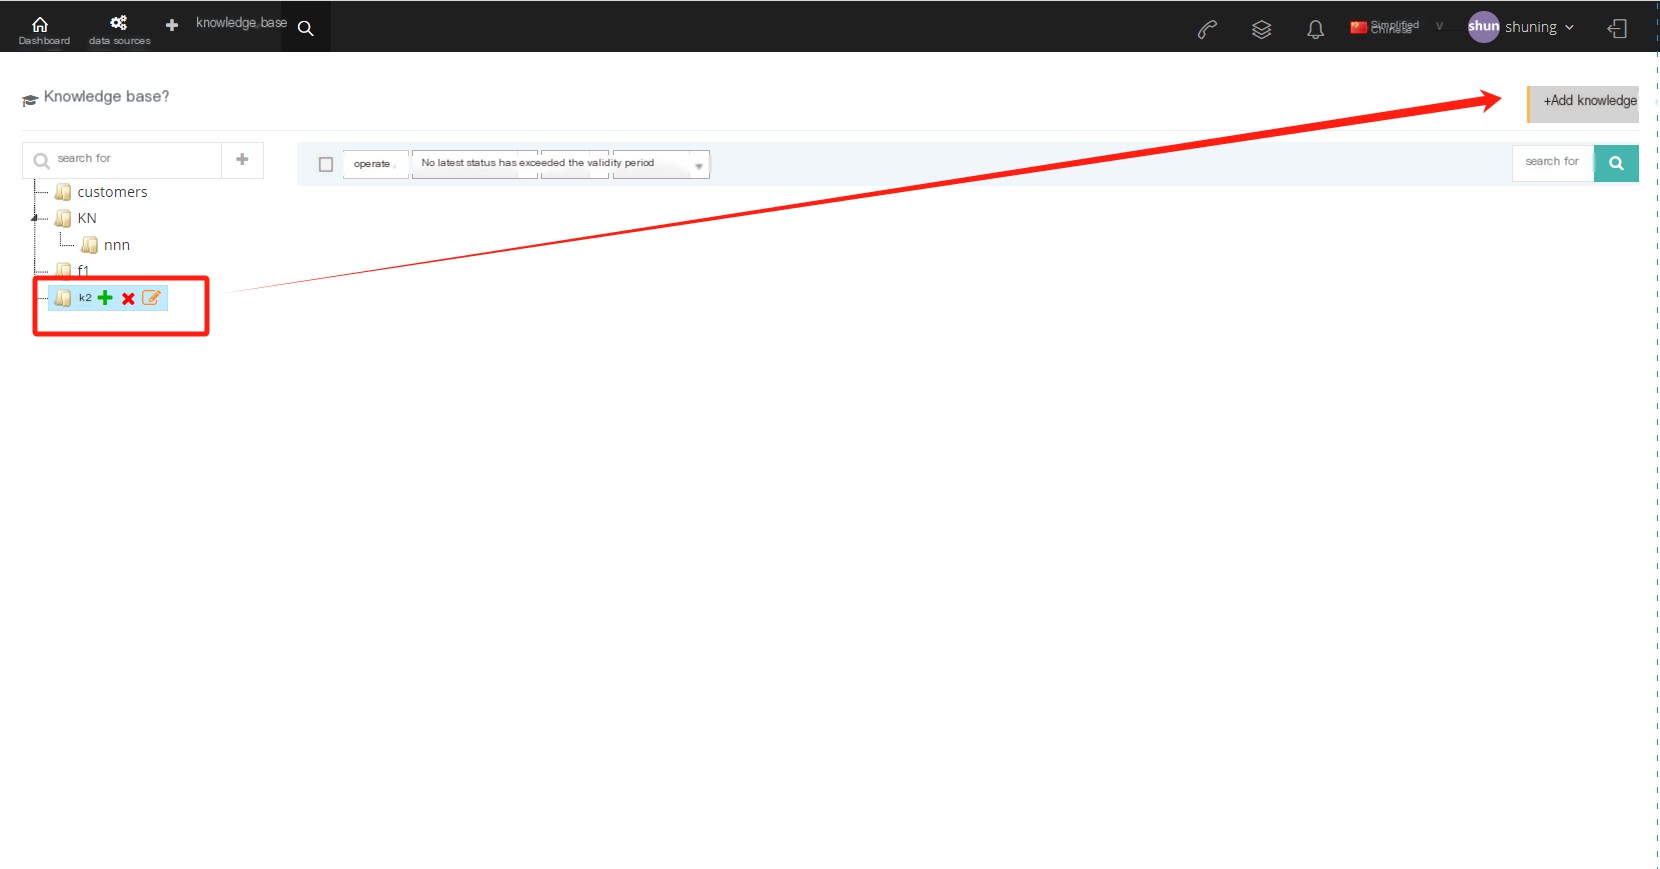 Dashboard
data sources
knowledge base
Simplified
Chinese
v
shun
shuning
Knowledge base?
+Add knowledge
search for
operate
No latest status has exceeded the validity period
search for
customers
KN
nnn
f1
k2